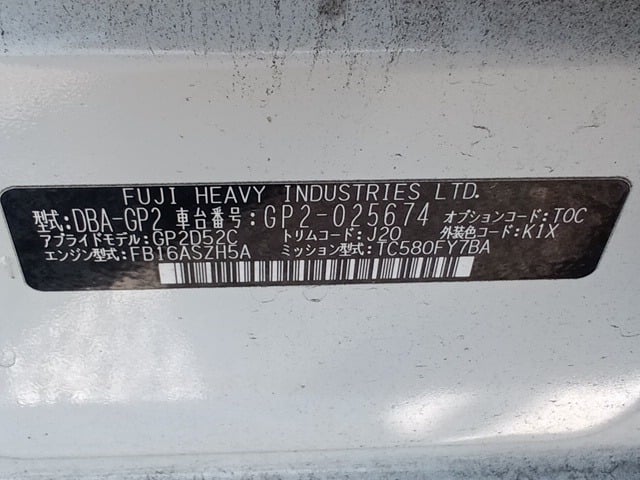 FUJI HEAVY INDUSTRIES LTD.
型式:DBA-GP2 車台番号:GP2-025674 オプションコード:TOC
アプライドモデル:GP2D52C トリムコード:J20 外装色コード:K1X
エンジン型式:FB16ASZH5A ミッション型式:TC580FY7BA